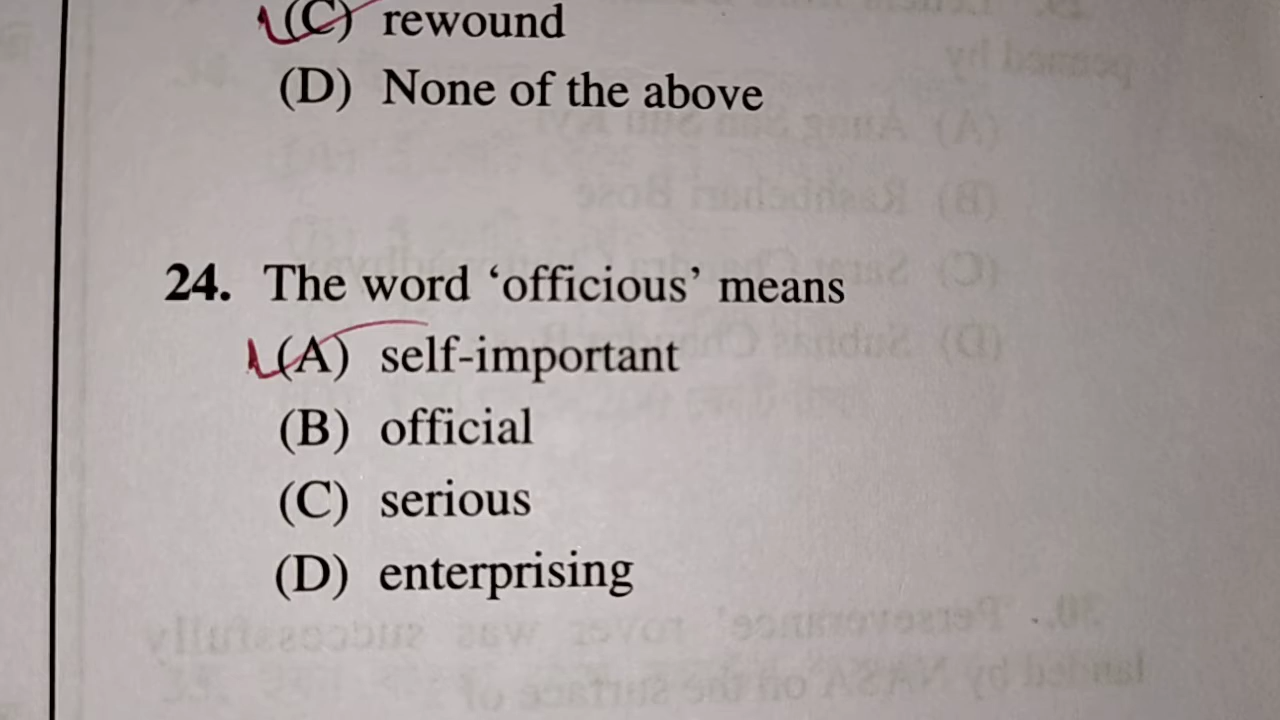 (C) rewound
(D) None of the above
24. The word ‘officious’ means
(A) self-important
(B) official
(C) serious
(D) enterprising